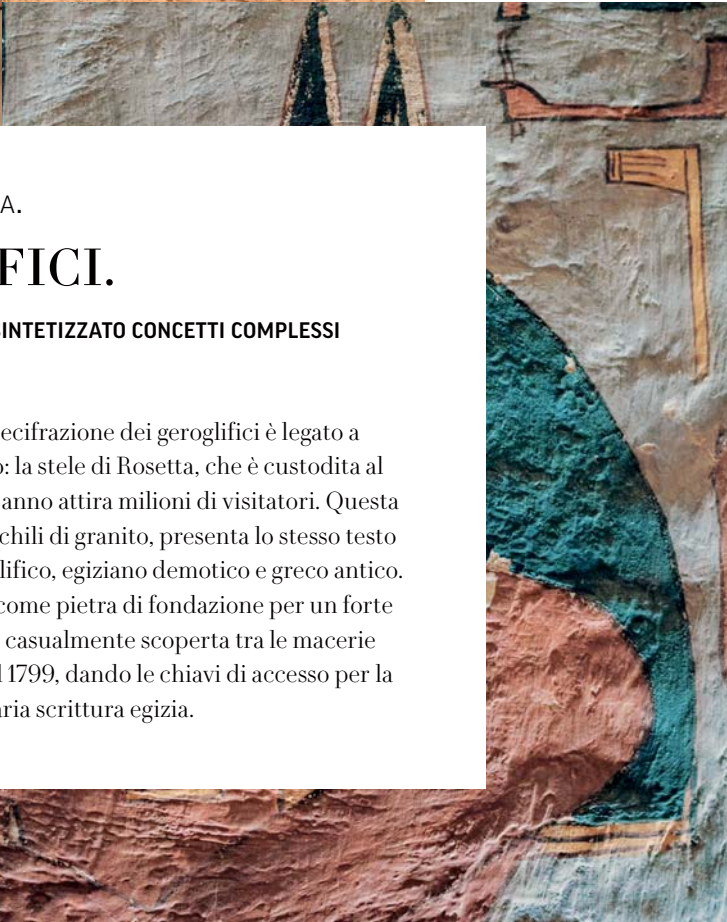 A.
FICI.
SINTETIZZATO CONCETTI COMPLESSI
ecifrazione dei geroglifici è legato a
o: la stele di Rosetta, che è custodita al
anno attira milioni di visitatori. Questa
chili di granito, presenta lo stesso testo
lifico, egiziano demotico e greco antico.
come pietra di fondazione per un forte
casualmente scoperta tra le macerie
l 1799, dando le chiavi di accesso per la
aria scrittura egizia.